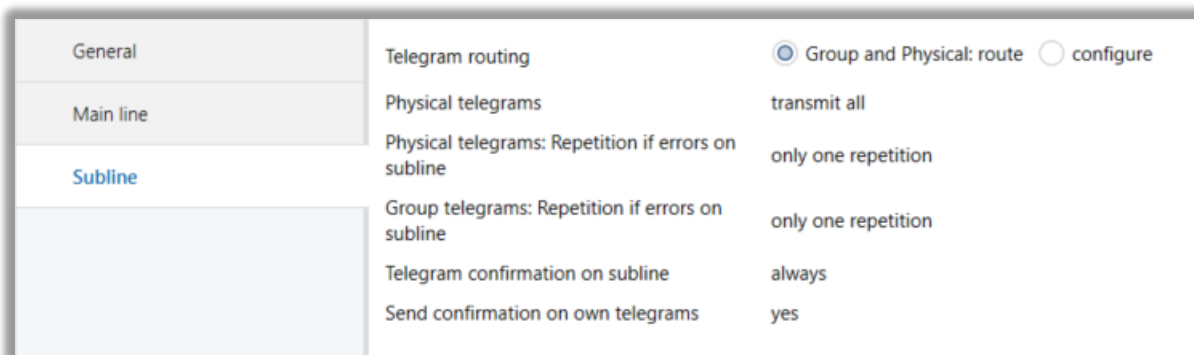 General
Main line
Subline
Telegram routing
Group and Physical: route configure
Physical telegrams
transmit all
Physical telegrams: Repetition if errors on
subline
only one repetition
Group telegrams: Repetition if errors on
subline
only one repetition
Telegram confirmation on subline
always
Send confirmation on own telegrams
yes